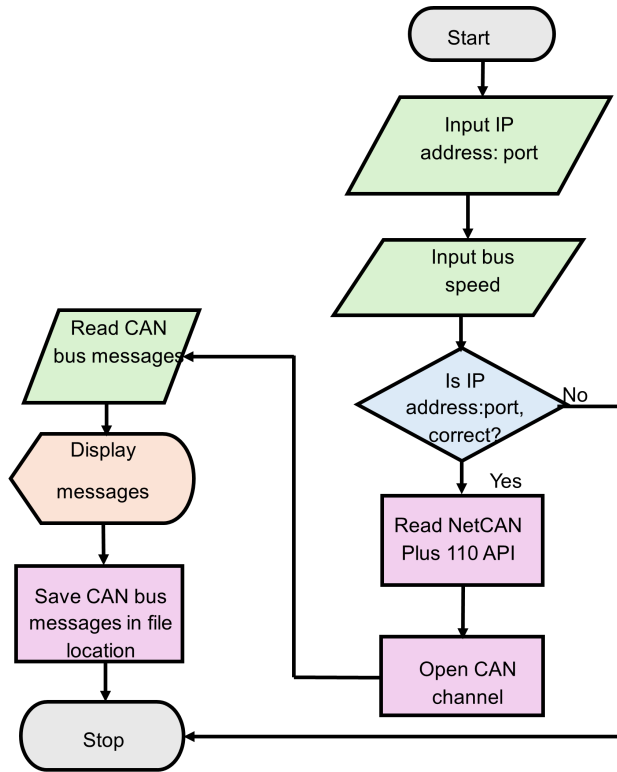 Start
Input IP
address: port
Input bus
speed
Is IP
address:port,
correct?
No
Yes
Read NetCAN
Plus 110 API
Open CAN
channel
Read CAN
bus messages
Display
messages
Save CAN bus
messages in file
location
Stop